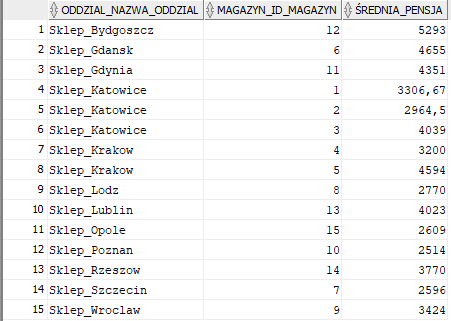 ODDZIAL_NAZWA_ODDZIAL MAGAZYN_ID_MAGAZYN ŚREDNIA_PENSJA
1 Sklep_Bydgoszcz 12 5293
2 Sklep_Gdansk 6 4655
3 Sklep_Gdynia 11 4351
4 Sklep_Katowice 1 3306,67
5 Sklep_Katowice 2 2964,5
6 Sklep_Katowice 3 4039
7 Sklep_Krakow 4 3200
8 Sklep_Krakow 5 4594
9 Sklep_Lodz 8 2770
10 Sklep_Lublin 13 4023
11 Sklep_Opole 15 2609
12 Sklep_Poznan 10 2514
13 Sklep_Rzeszow 14 3770
14 Sklep_Szczecin 7 2596
15 Sklep_Wroclaw 9 3424